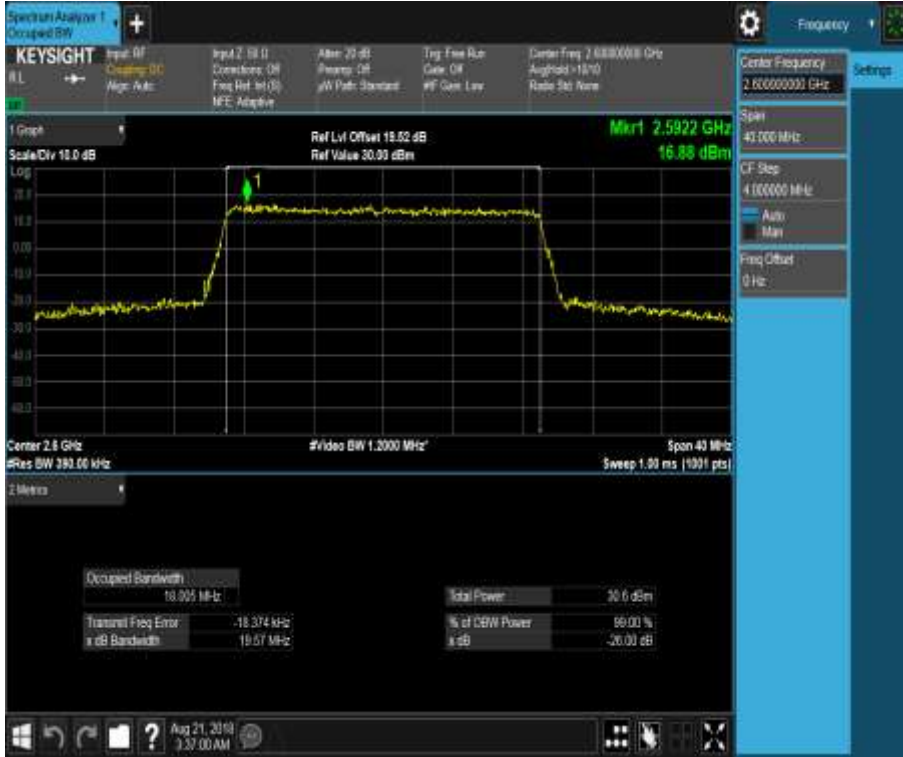 Spectrum Analyzer 1
Occupied BW
Frequency
KEYSIGHT
Input: RF
Coupling: DC
Align: Auto
Input Z: 50 Ω
Corrections: Off
Freq Ref: Int (S)
NFE: Adaptive
Atten: 20 dB
Preamp: Off
µW Path: Standard
Trig: Free Run
Gate: Off
#IF Gain: Low
Center Freq: 2.600000000 GHz
Avg|Hold:>10/10
Radio Std: None
Center Frequency
2.600000000 GHz
Settings
Span
40.000 MHz
CF Step
4.000000 MHz
Auto
Man
Freq Offset
0 Hz
1 Graph
Scale/Div 10.0 dB
Ref Lvl Offset 19.52 dB
Ref Value 30.00 dBm
Mkr1 2.5922 GHz
16.88 dBm
Log
1
Center 2.6 GHz
#Res BW 390.00 kHz
#Video BW 1.2000 MHz*
Span 40 MHz
Sweep 1.00 ms (1001 pts)
2 Metrics
Occupied Bandwidth
18.005 MHz
Total Power
30.6 dBm
Transmit Freq Error
-18.374 kHz
% of OBW Power
99.00 %
x dB Bandwidth
19.57 MHz
x dB
-26.00 dB
?
Aug 21, 2018
3:37:00 AM